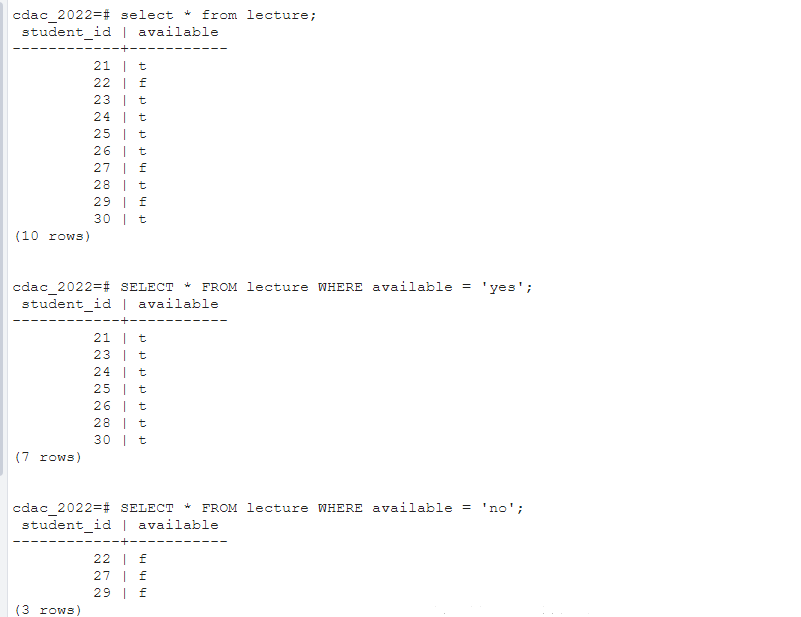 cdac_2022=# select * from lecture;
 student_id | available
------------+-----------
         21 | t
         22 | f
         23 | t
         24 | t
         25 | t
         26 | t
         27 | f
         28 | t
         29 | f
         30 | t
(10 rows)
cdac_2022=# SELECT * FROM lecture WHERE available = 'yes';
 student_id | available
------------+-----------
         21 | t
         23 | t
         24 | t
         25 | t
         26 | t
         28 | t
         30 | t
(7 rows)
cdac_2022=# SELECT * FROM lecture WHERE available = 'no';
 student_id | available
------------+-----------
         22 | f
         27 | f
         29 | f
(3 rows)